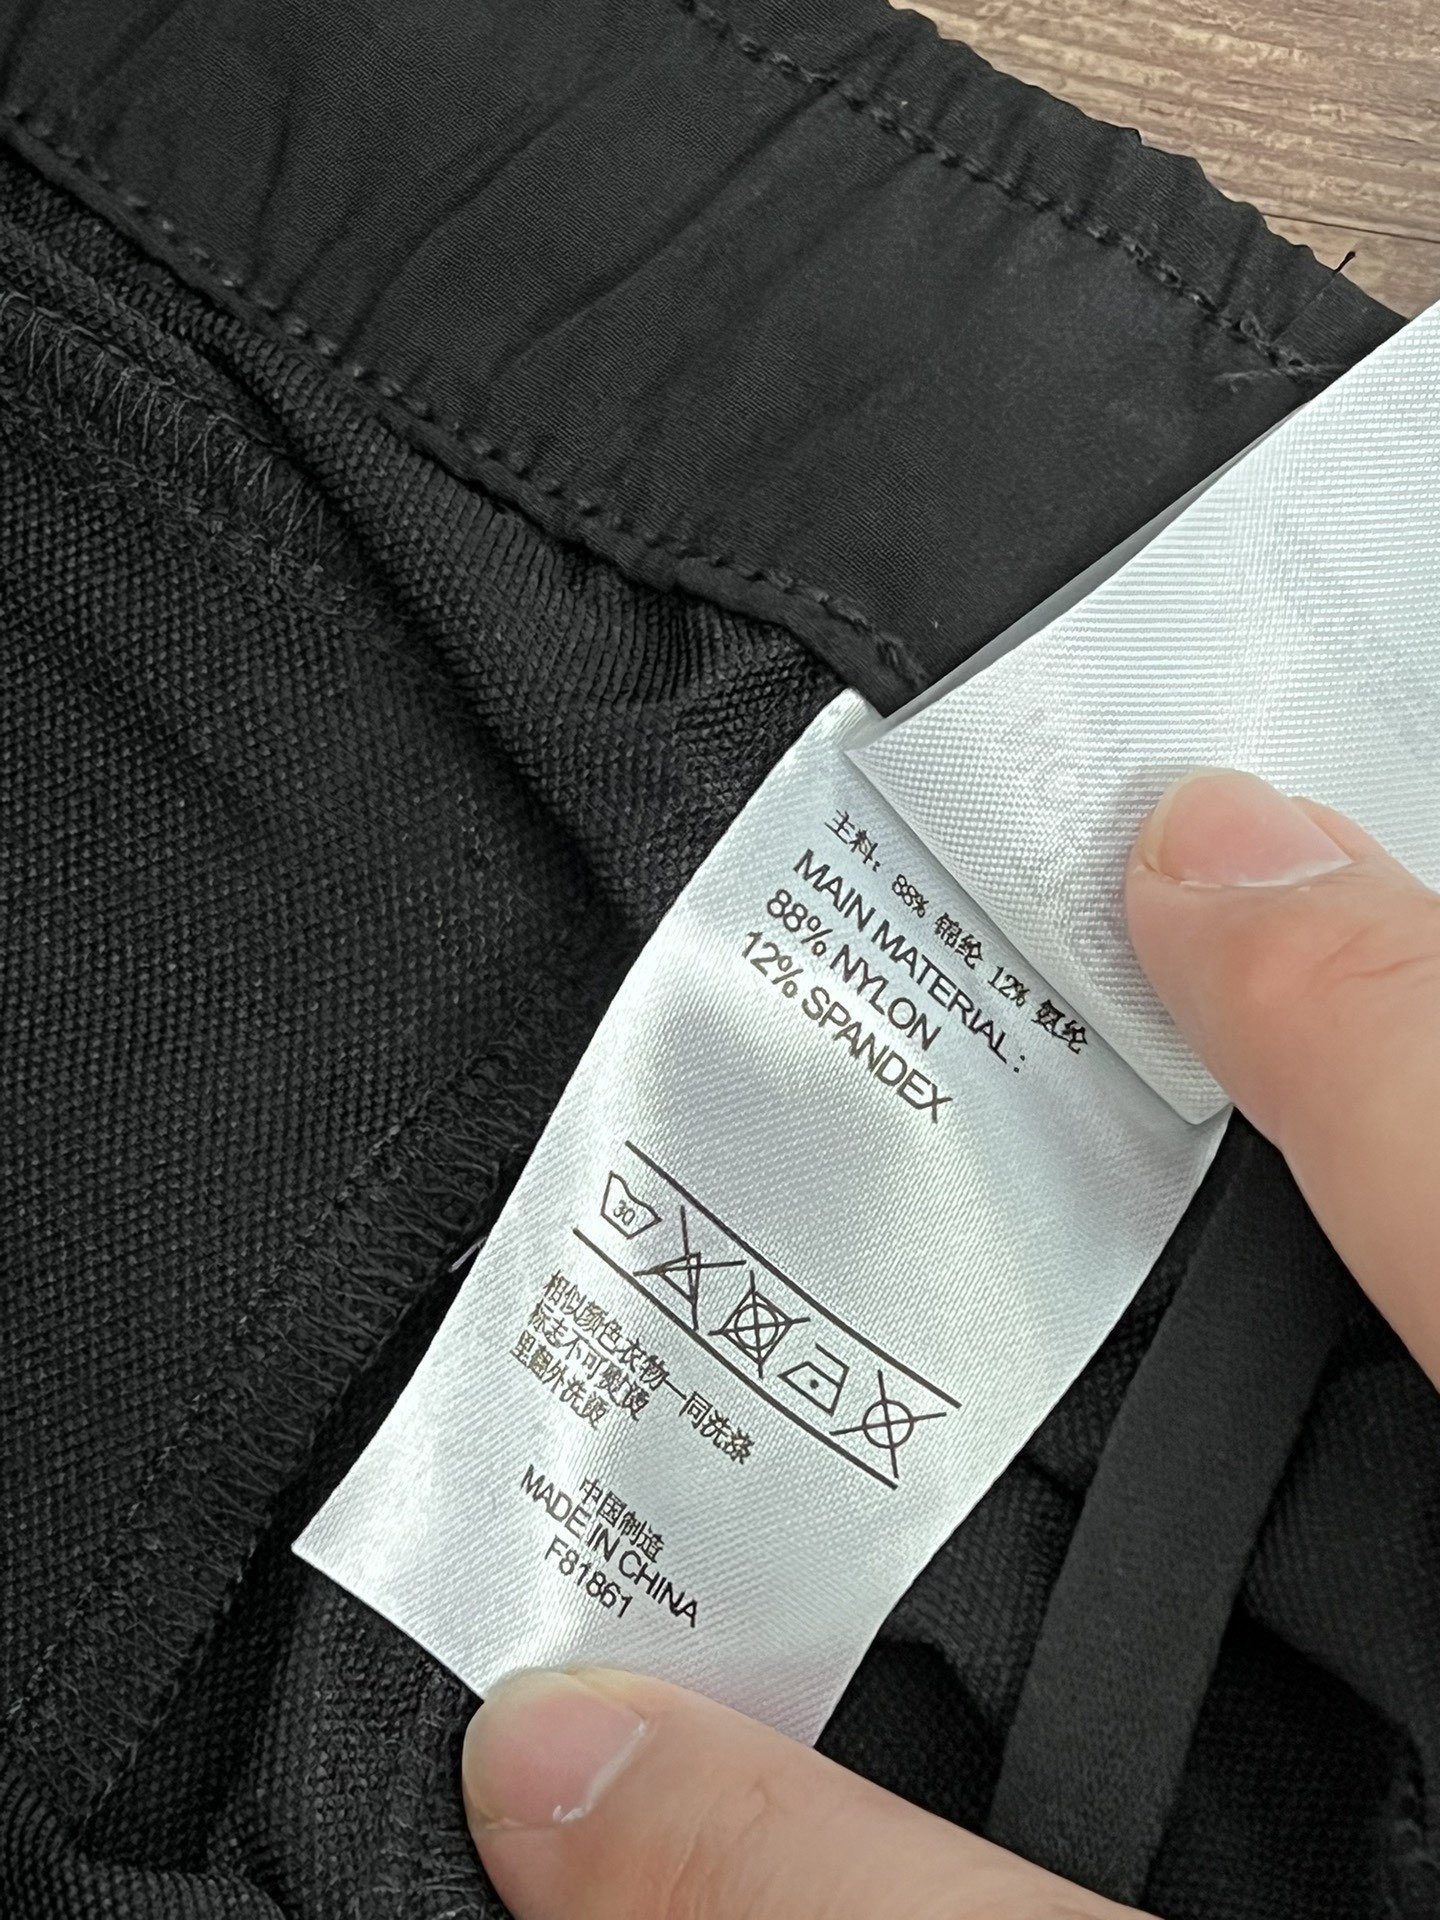 主料: 88% 锦纶 12% 氨纶
MAIN MATERIAL:
88% NYLON
12% SPANDEX
30
相似颜色衣物一同洗涤
标志不可熨烫
里翻外洗烫
中国制造
MADE IN CHINA
F81861